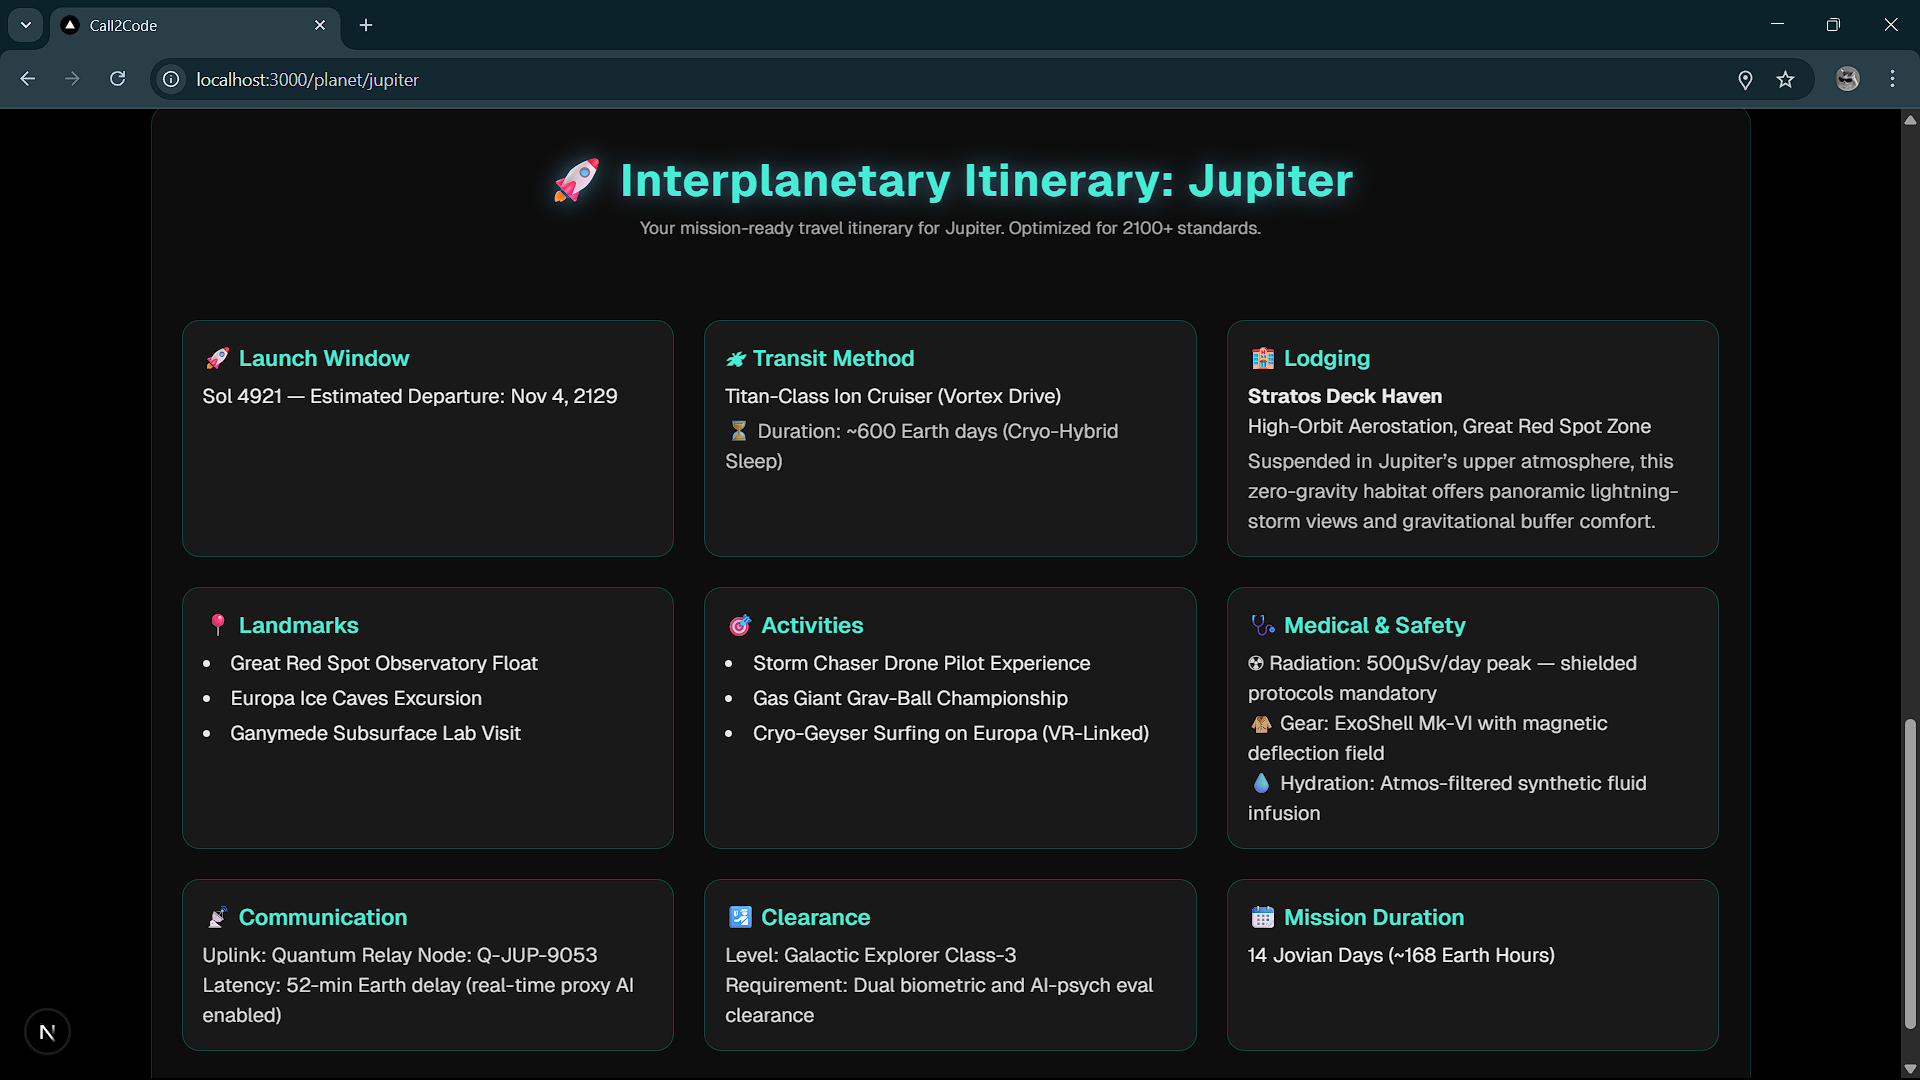 Call2Code
localhost:3000/planet/jupiter
🚀 Interplanetary Itinerary: Jupiter
Your mission-ready travel itinerary for Jupiter. Optimized for 2100+ standards.
🚀 Launch Window
Sol 4921 — Estimated Departure: Nov 4, 2129
Transit Method
Titan-Class Ion Cruiser (Vortex Drive)
⏳ Duration: ~600 Earth days (Cryo-Hybrid
Sleep)
🏨 Lodging
Stratos Deck Haven
High-Orbit Aerostation, Great Red Spot Zone
Suspended in Jupiter’s upper atmosphere, this
zero-gravity habitat offers panoramic lightning-
storm views and gravitational buffer comfort.
📍 Landmarks
• Great Red Spot Observatory Float
• Europa Ice Caves Excursion
• Ganymede Subsurface Lab Visit
🎯 Activities
• Storm Chaser Drone Pilot Experience
• Gas Giant Grav-Ball Championship
• Cryo-Geyser Surfing on Europa (VR-Linked)
🩺 Medical & Safety
☢ Radiation: 500µSv/day peak — shielded
protocols mandatory
🧥 Gear: ExoShell Mk-VI with magnetic
deflection field
💧 Hydration: Atmos-filtered synthetic fluid
infusion
📡 Communication
Uplink: Quantum Relay Node: Q-JUP-9053
Latency: 52-min Earth delay (real-time proxy AI
enabled)
🛂 Clearance
Level: Galactic Explorer Class-3
Requirement: Dual biometric and AI-psych eval
clearance
📅 Mission Duration
14 Jovian Days (~168 Earth Hours)
N